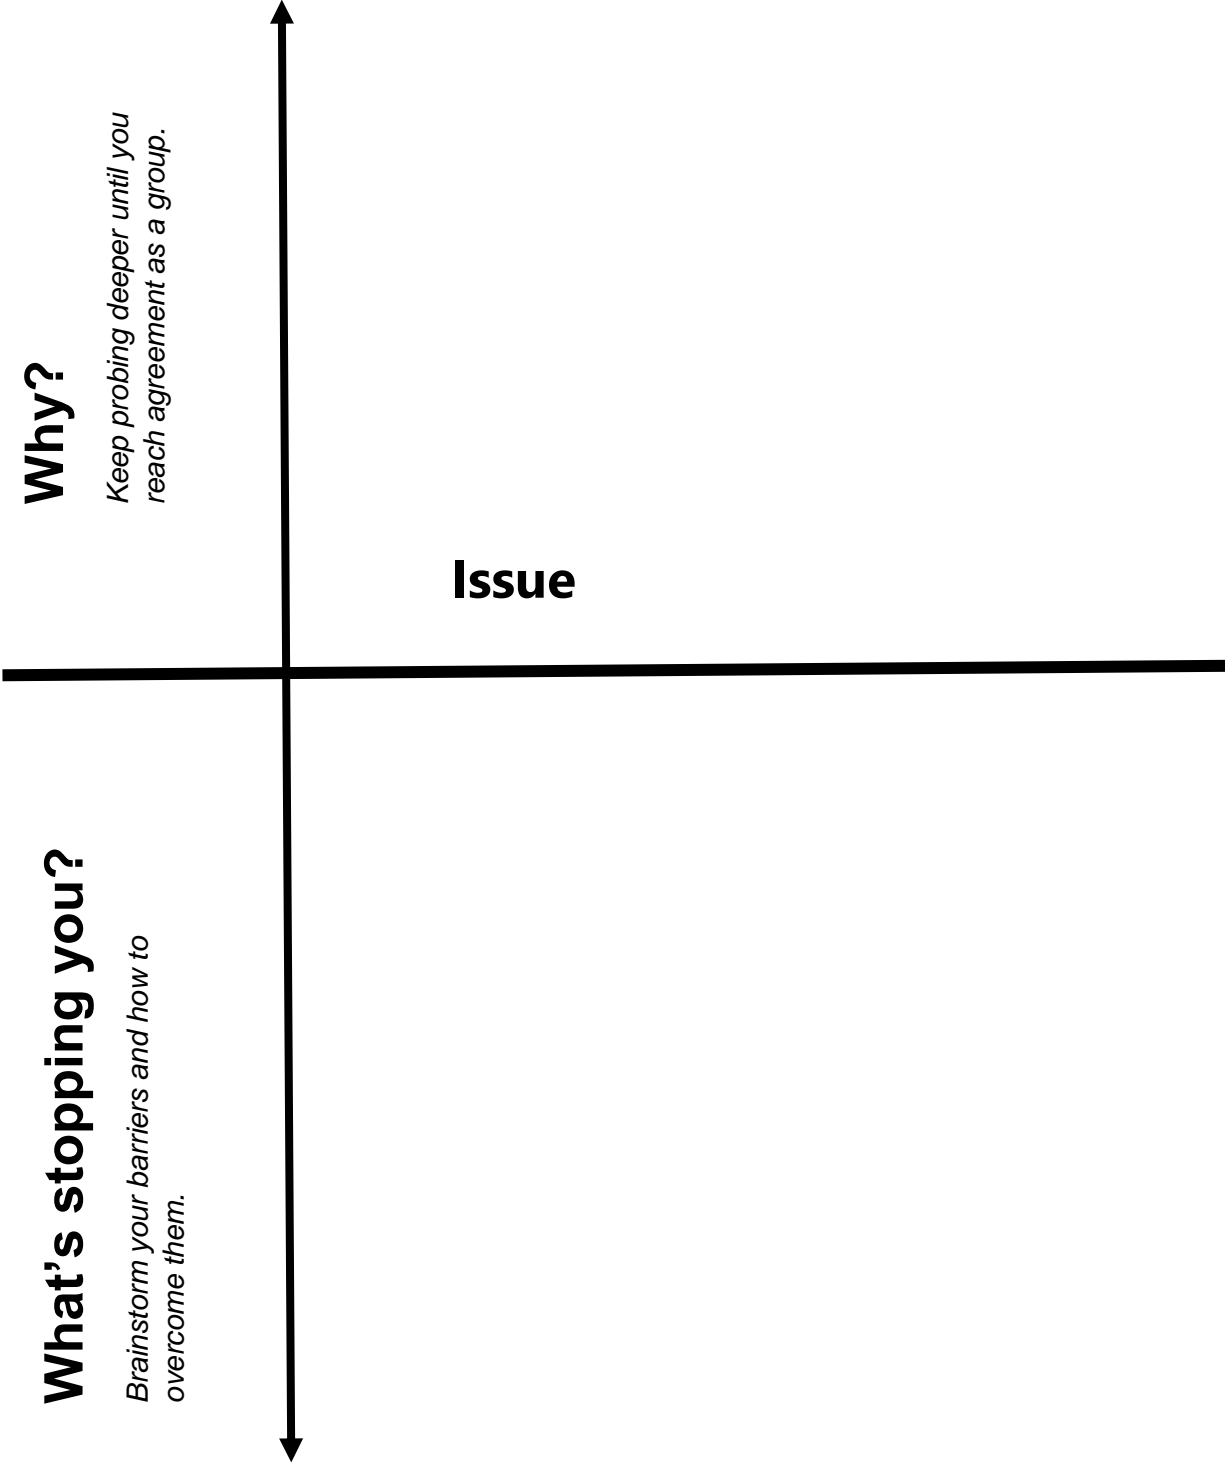 Why?
Keep probing deeper until you
reach agreement as a group.
Issue
What's stopping you?
Brainstorm your barriers and how to
overcome them.